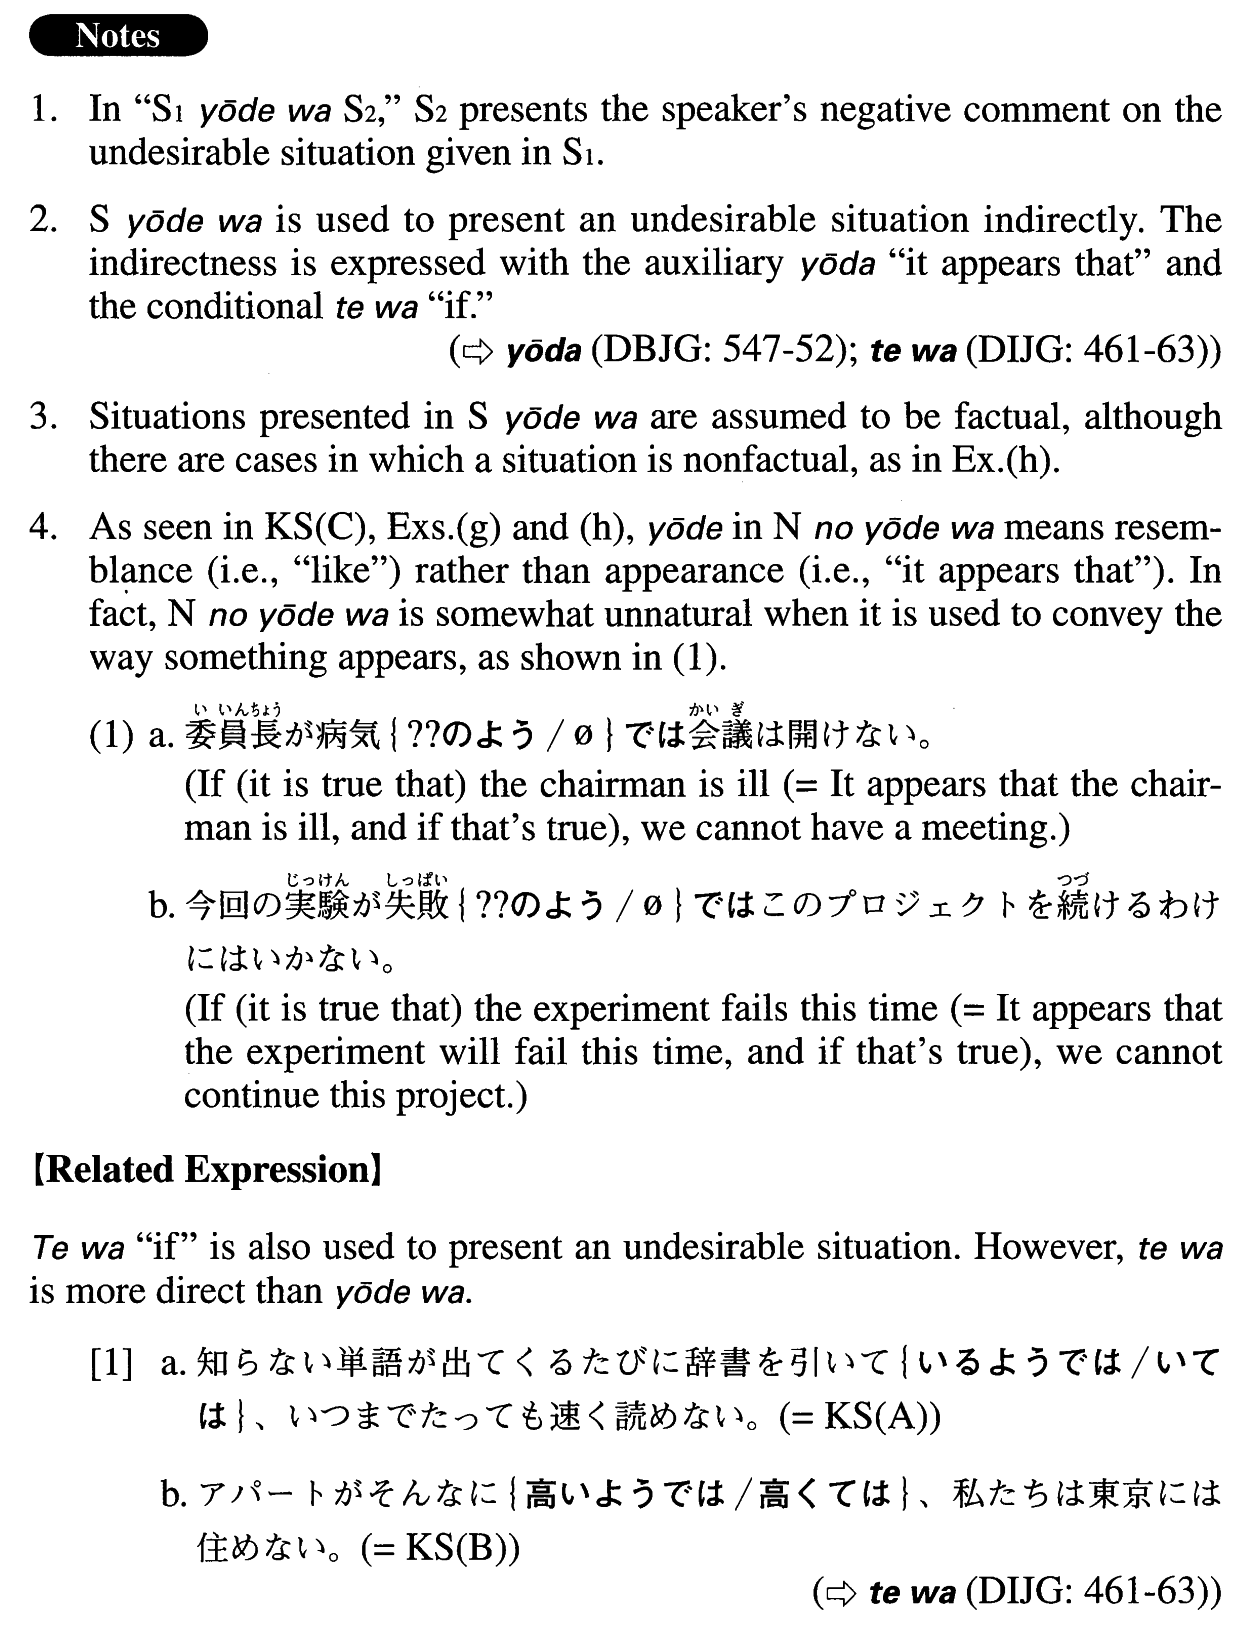 Notes
1. In “S1 yōde wa S2,” S2 presents the speaker’s negative comment on the
undesirable situation given in S1.
2. S yōde wa is used to present an undesirable situation indirectly. The
indirectness is expressed with the auxiliary yōda “it appears that” and
the conditional te wa “if.”
(⇨ yōda (DBJG: 547-52); te wa (DIJG: 461-63))
3. Situations presented in S yōde wa are assumed to be factual, although
there are cases in which a situation is nonfactual, as in Ex.(h).
4. As seen in KS(C), Exs.(g) and (h), yōde in N no yōde wa means resem-
blance (i.e., “like”) rather than appearance (i.e., “it appears that”). In
fact, N no yōde wa is somewhat unnatural when it is used to convey the
way something appears, as shown in (1).
い いんちょう かい ぎ
(1) a. 委員長が病気{??のよう / ø}では会議は開けない。
(If (it is true that) the chairman is ill (= It appears that the chair-
man is ill, and if that’s true), we cannot have a meeting.)
じっけん しっぱい つづ
b. 今回の実験が失敗{??のよう / ø}ではこのプロジェクトを続けるわけ
にはいかない。
(If (it is true that) the experiment fails this time (= It appears that
the experiment will fail this time, and if that’s true), we cannot
continue this project.)
【Related Expression】
Te wa “if” is also used to present an undesirable situation. However, te wa
is more direct than yōde wa.
[1] a. 知らない単語が出てくるたびに辞書を引いて{いるようでは/いて
は}、いつまでたっても速く読めない。(= KS(A))
b. アパートがそんなに{高いようでは/高くては}、私たちは東京には
住めない。(= KS(B))
(⇨ te wa (DIJG: 461-63))